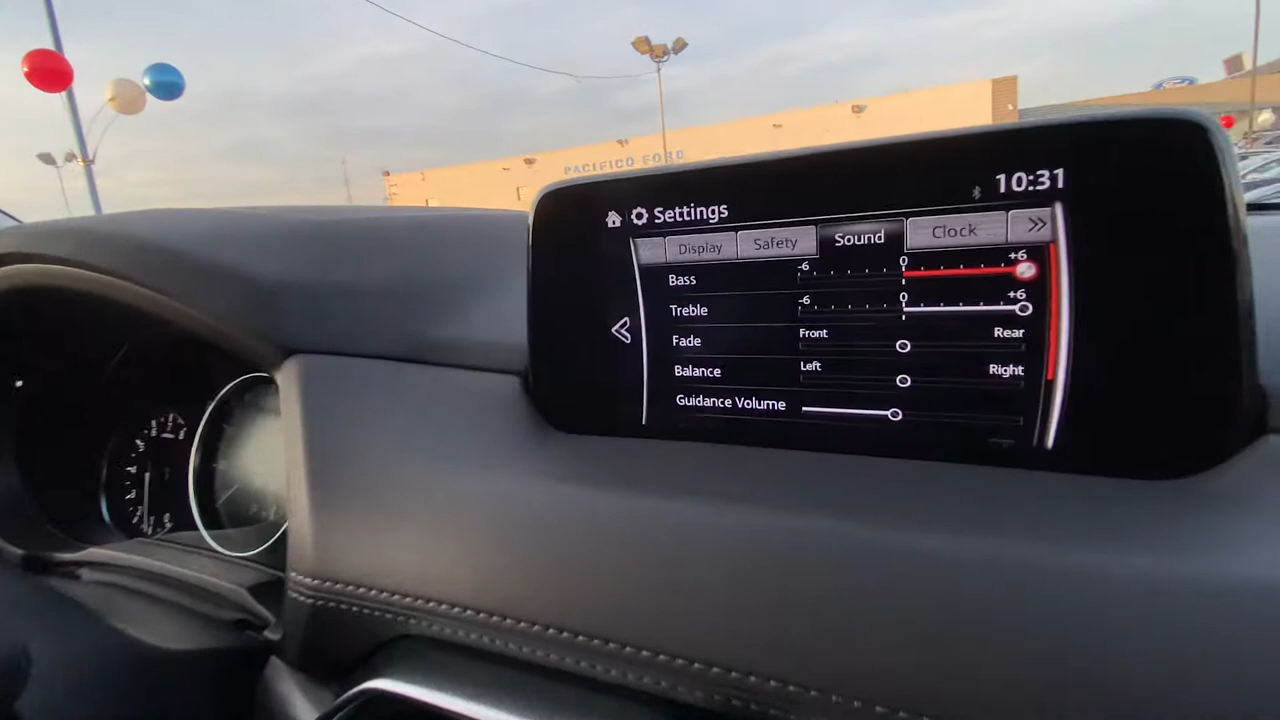 Ford
PACIFICO FORD
10:31
Settings
Display Safety Sound Clock
Bass -6 0 +6
Treble -6 0 +6
Fade Front Rear
Balance Left Right
Guidance Volume